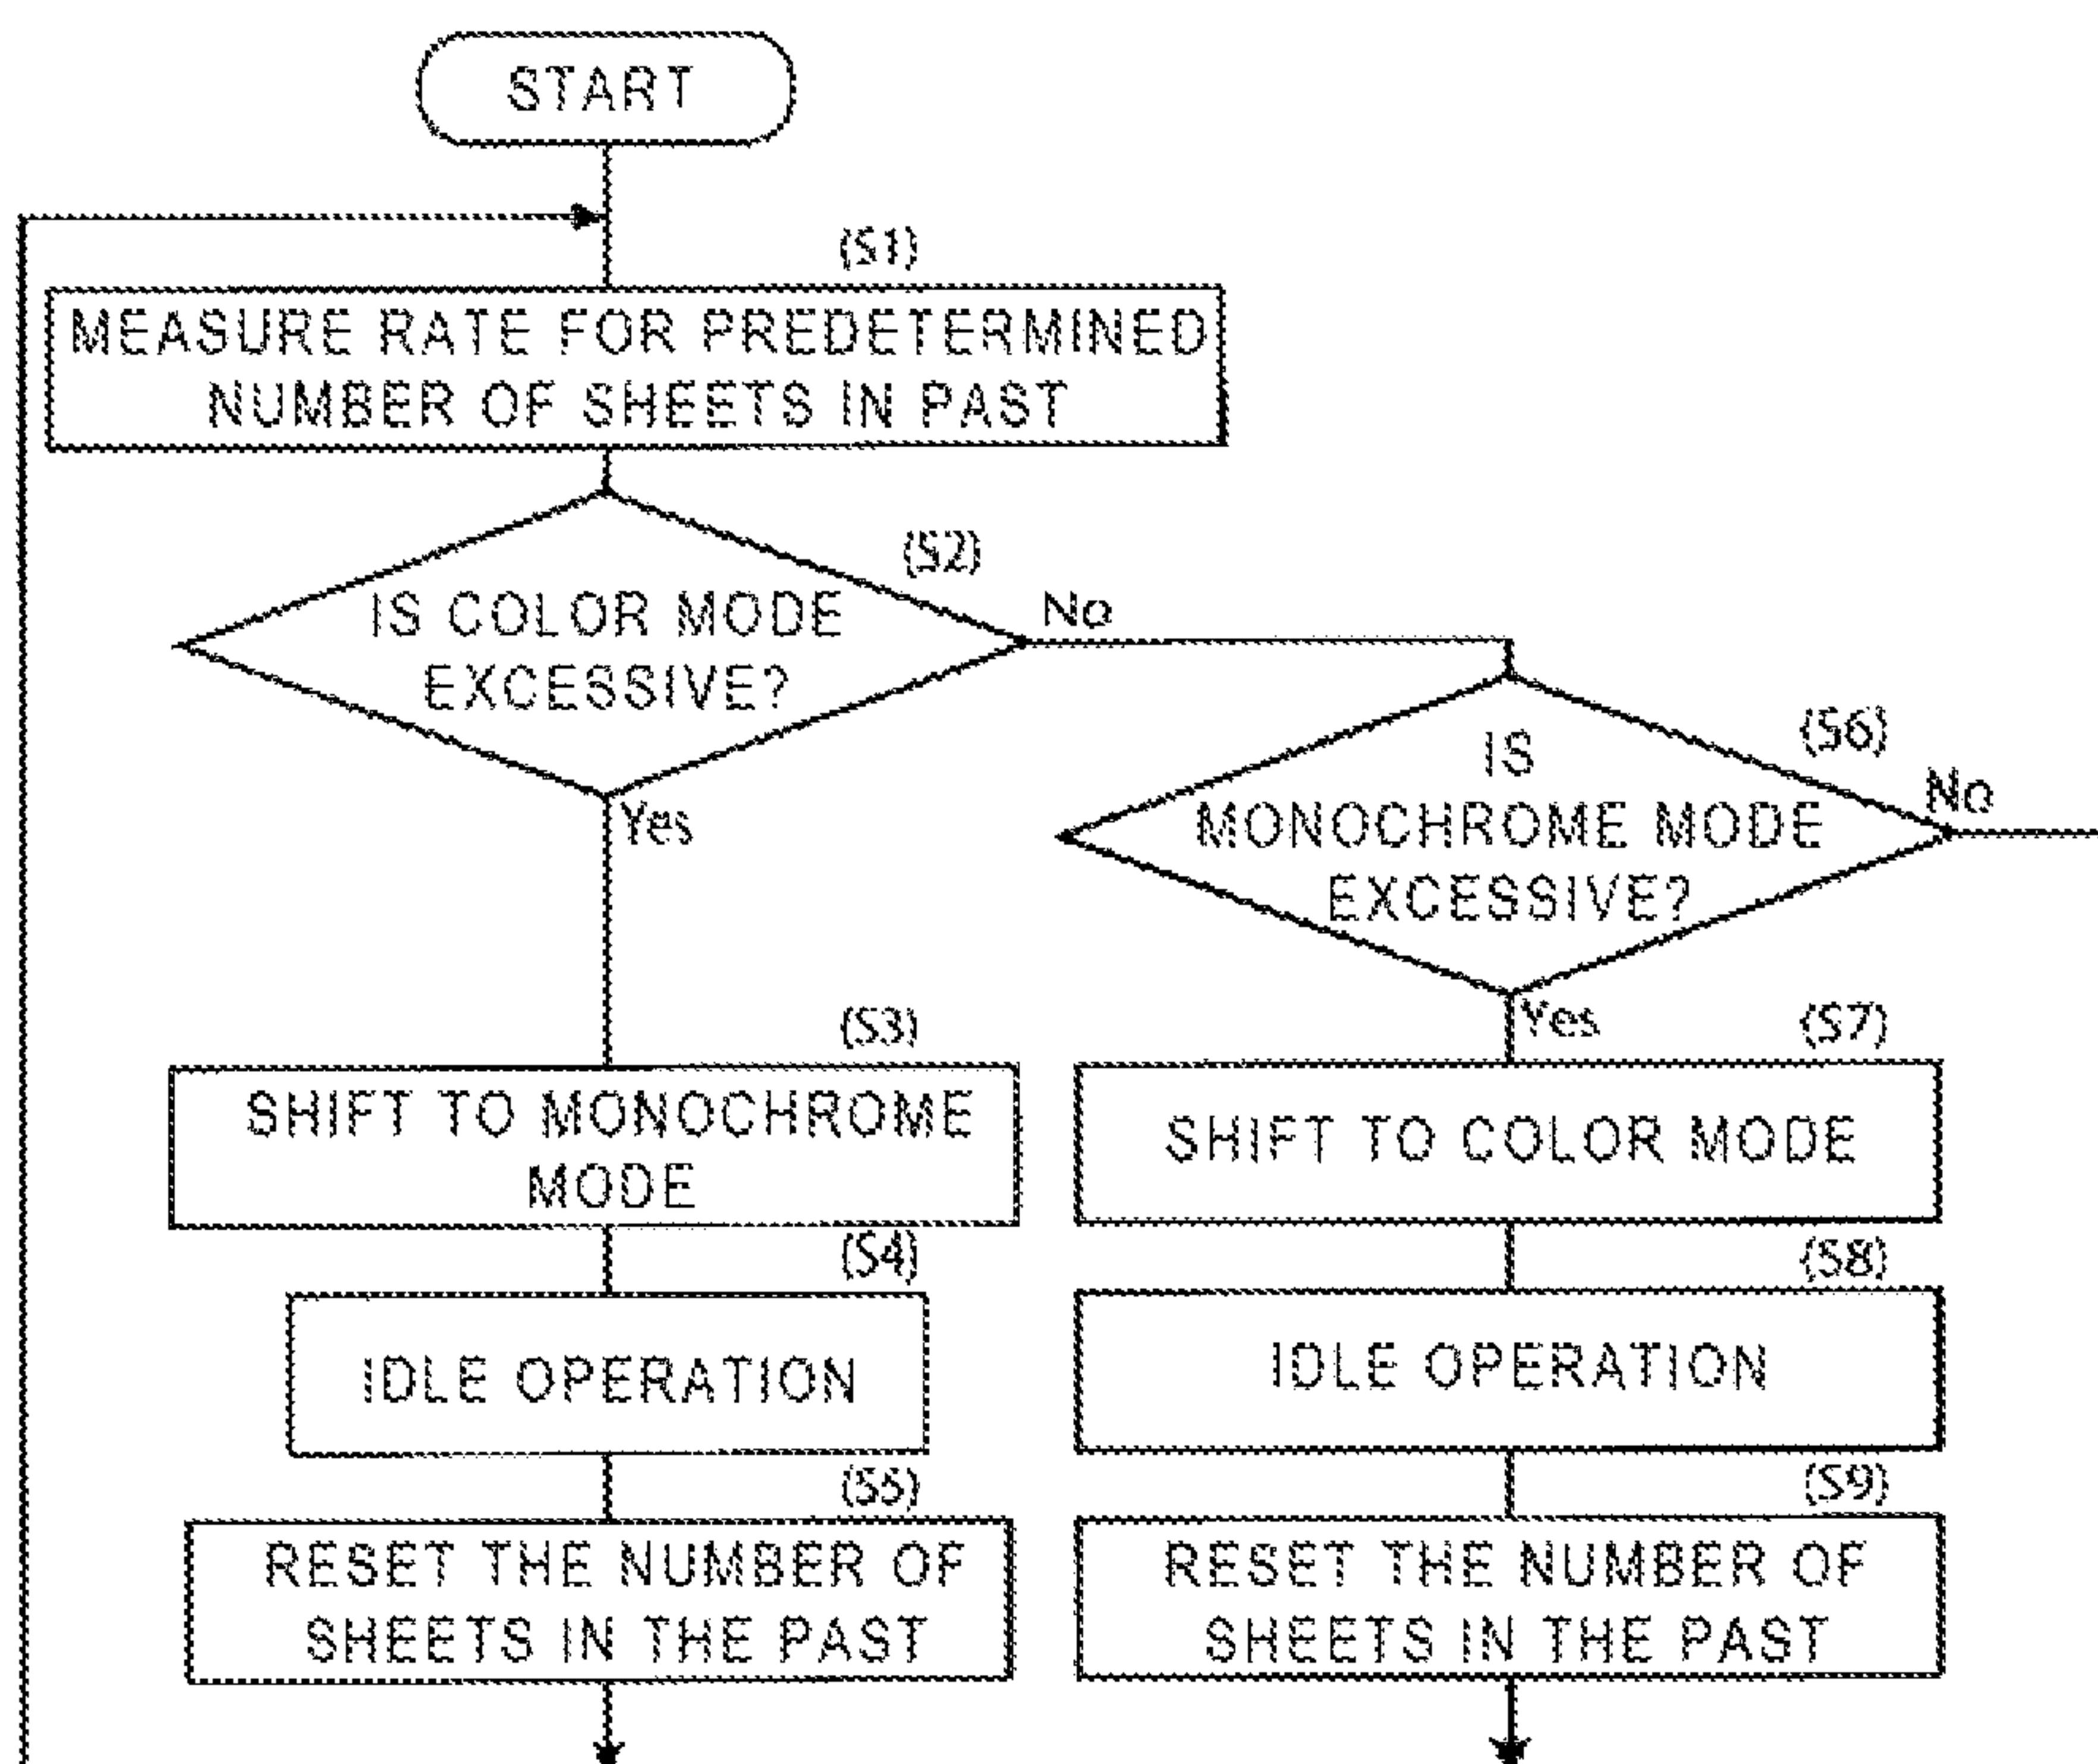 START
(S1)
MEASURE RATE FOR PREDETERMINED
NUMBER OF SHEETS IN PAST
(S2)
IS COLOR MODE
EXCESSIVE?
No
Yes
(S6)
IS
MONOCHROME MODE
EXCESSIVE?
No
Yes
(S3)
SHIFT TO MONOCHROME
MODE
(S4)
IDLE OPERATION
(S5)
RESET THE NUMBER OF
SHEETS IN THE PAST
(S7)
SHIFT TO COLOR MODE
(S8)
IDLE OPERATION
(S9)
RESET THE NUMBER OF
SHEETS IN THE PAST